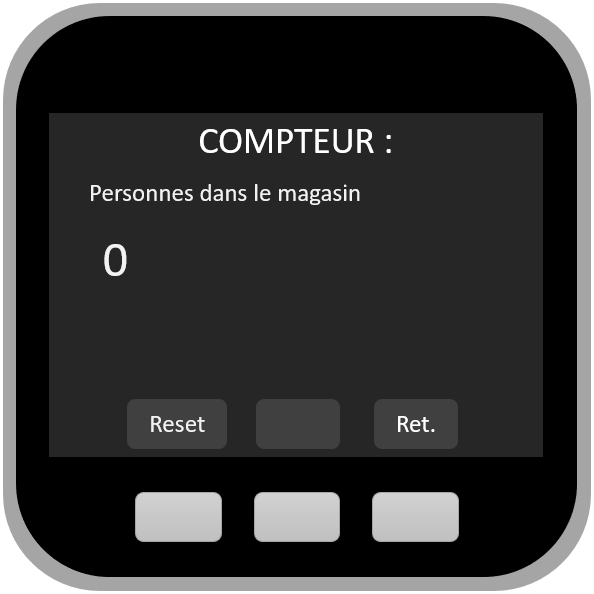 COMPTEUR :
Personnes dans le magasin
0
Reset
Ret.